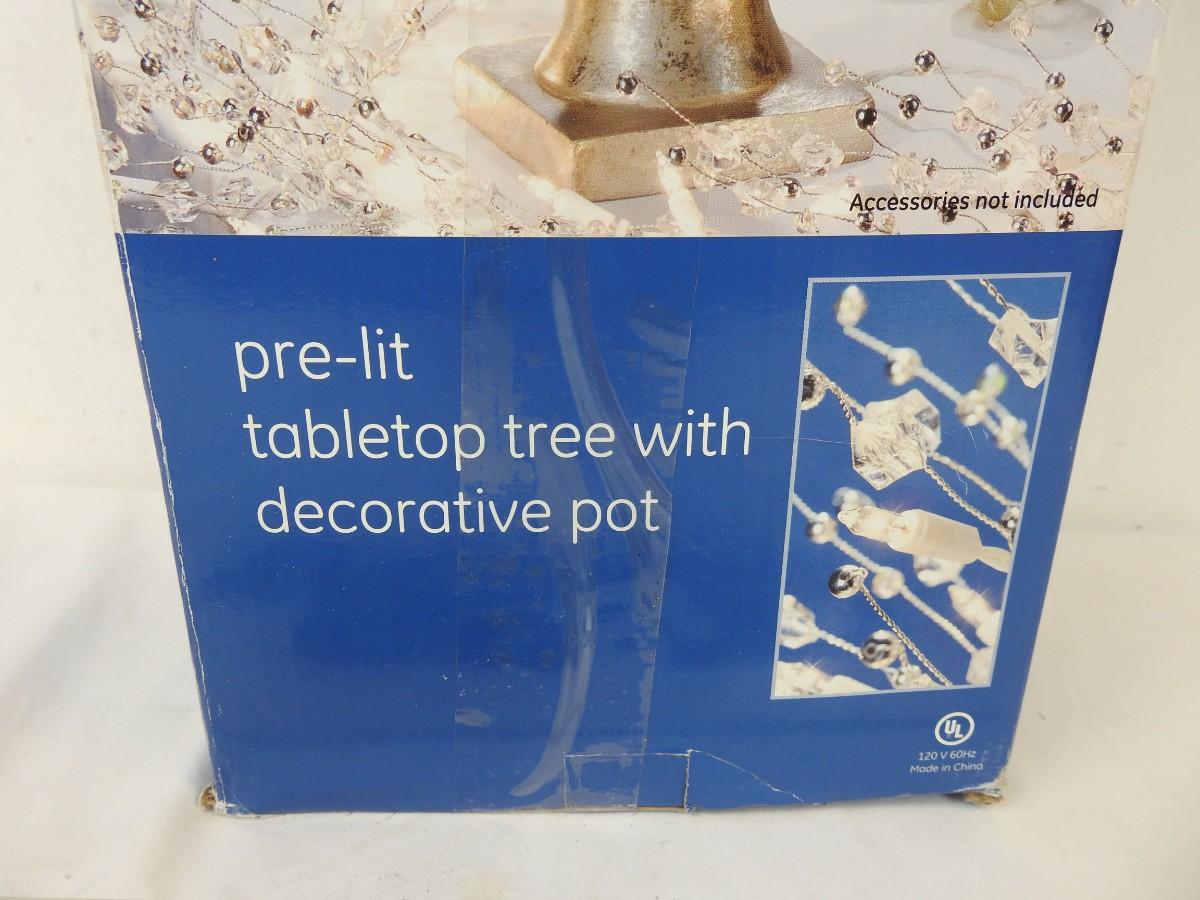 Accessories not included
pre-lit
tabletop tree with
decorative pot
UL
120 V 60Hz
Made in China